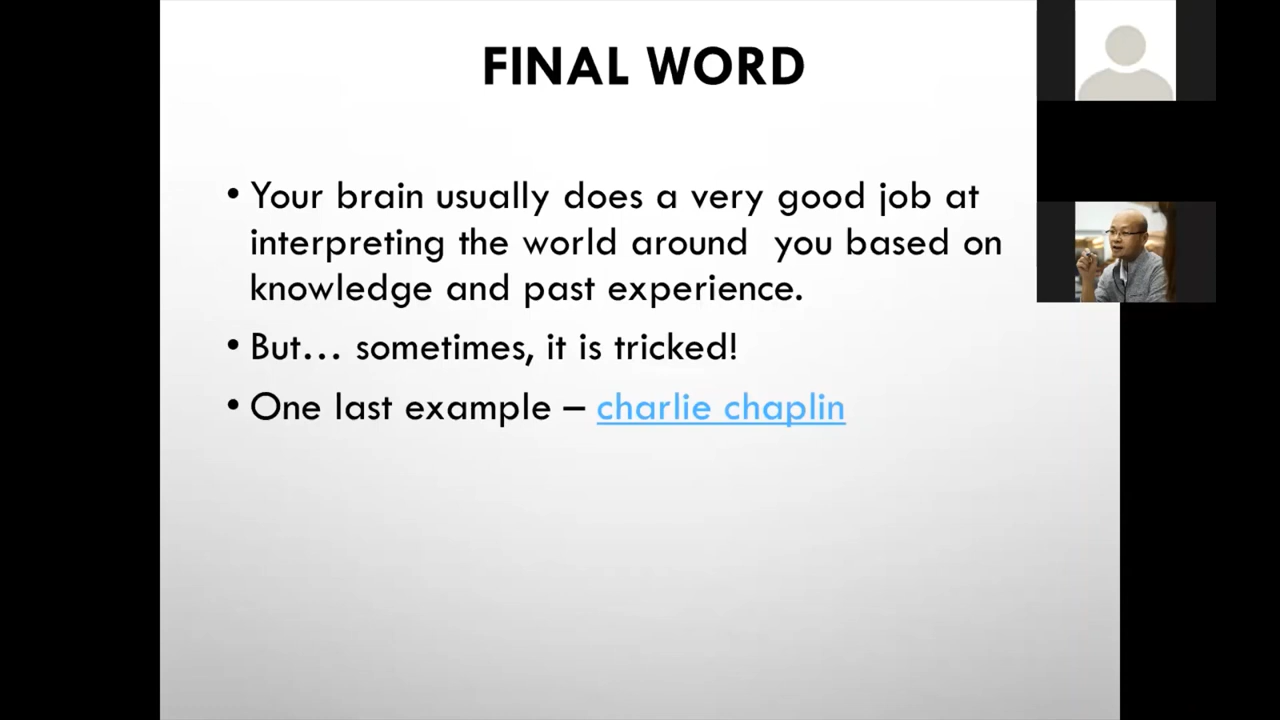 FINAL WORD
• Your brain usually does a very good job at
interpreting the world around  you based on
knowledge and past experience.
• But... sometimes, it is tricked!
• One last example – charlie chaplin